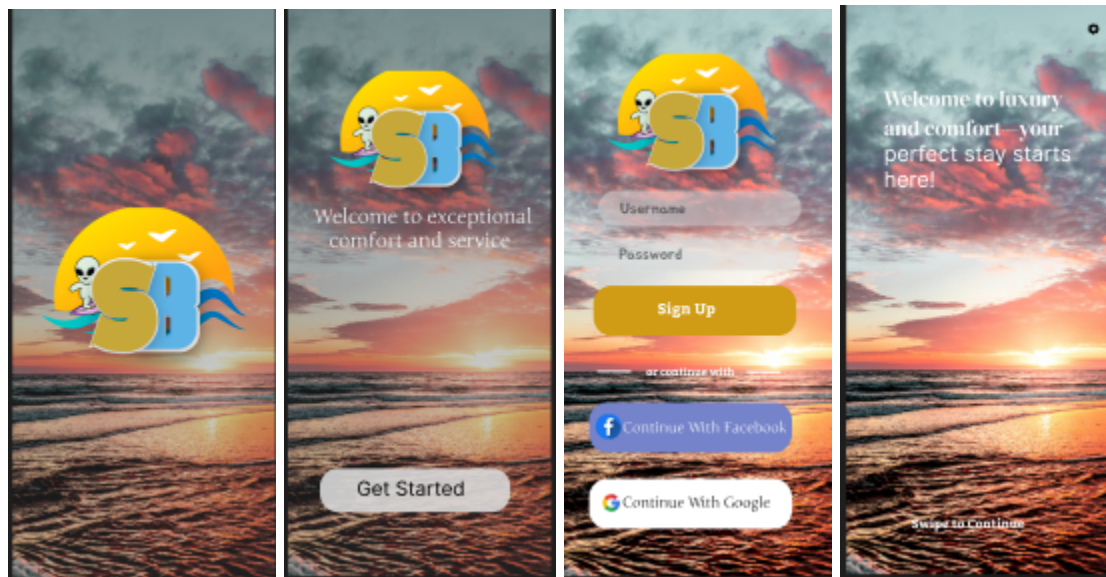 SB
SB
Welcome to exceptional
comfort and service
Get Started
SB
Username
Password
Sign Up
or continue with
Continue With Facebook
Continue With Google
Welcome to luxury
and comfort—your
perfect stay starts
here!
Swipe to Continue